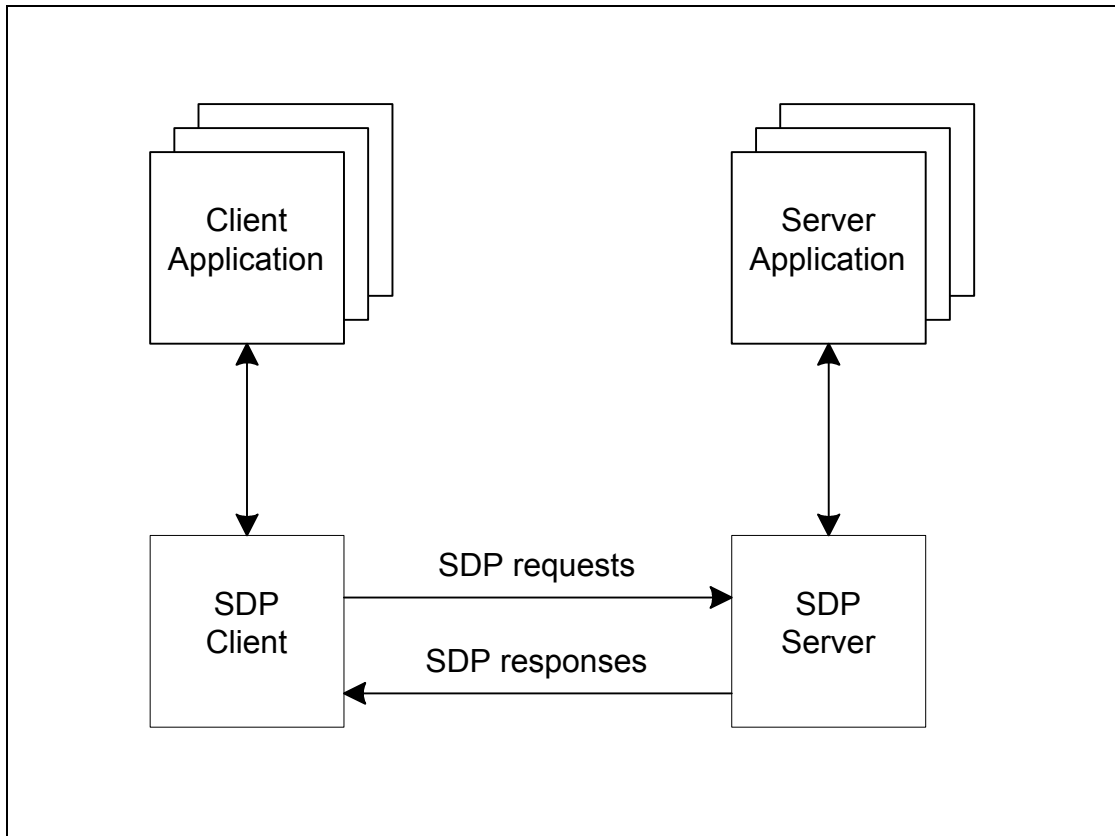 Client
Application
Server
Application
SDP requests
SDP
Client
SDP
Server
SDP responses